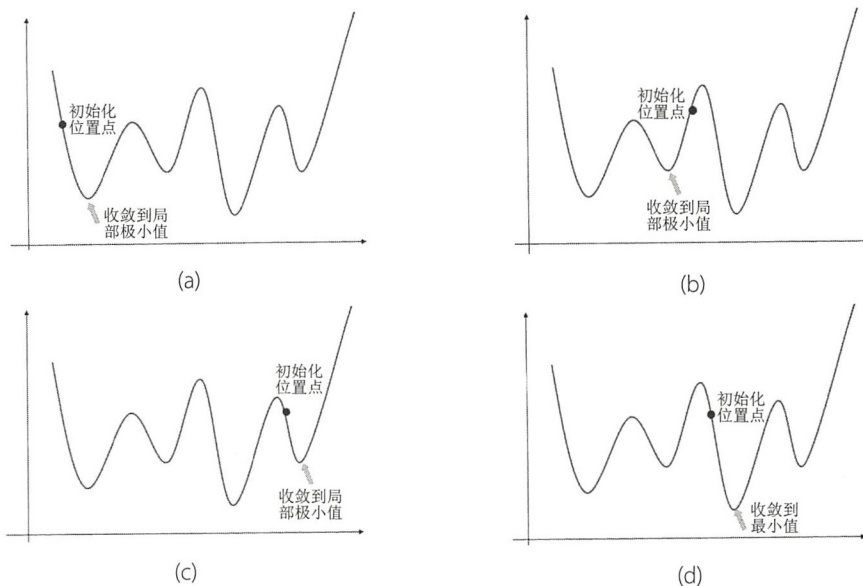 初始化
位置点
收敛到局
部极小值
(a)
初始化
位置点
收敛到局
部极小值
(b)
初始化
位置点
收敛到局
部极小值
(c)
初始化
位置点
收敛到
最小值
(d)